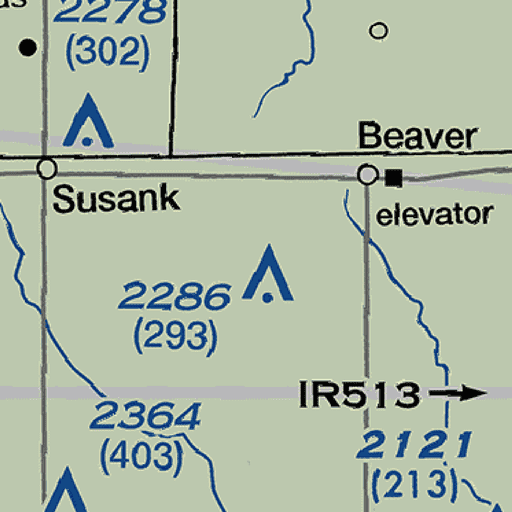 2278
(302)
Beaver
Susank
elevator
2286
(293)
IR513
2364
(403)
2121
(213)